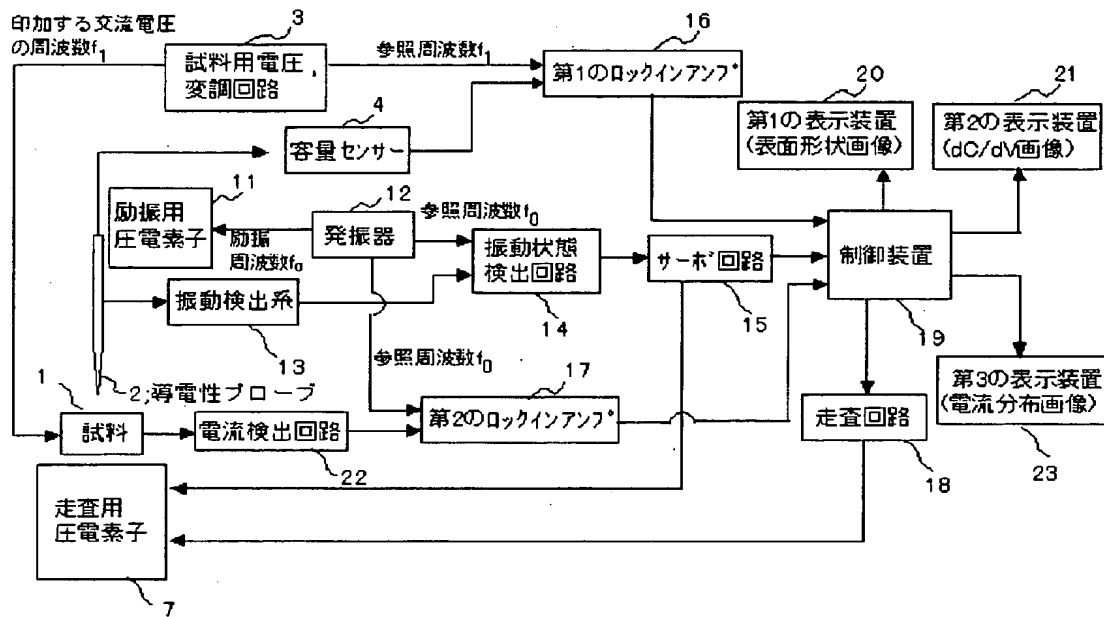 印加する交流電圧
の周波数f1
3
試料用電圧
変調回路
参照周波数f1
16
第1のロックインアンプ
20
第1の表示装置
(表面形状画像)
21
第2の表示装置
(dC/dV画像)
4
容量センサー
11
励振用
圧電素子
励振
周波数f0
12
発振器
参照周波数f0
振動状態
検出回路
14
サーボ回路
15
制御装置
19
振動検出系
13
参照周波数f0
17
第2のロックインアンプ
2;導電性プローブ
1
試料
電流検出回路
22
走査回路
18
第3の表示装置
(電流分布画像)
23
走査用
圧電素子
7